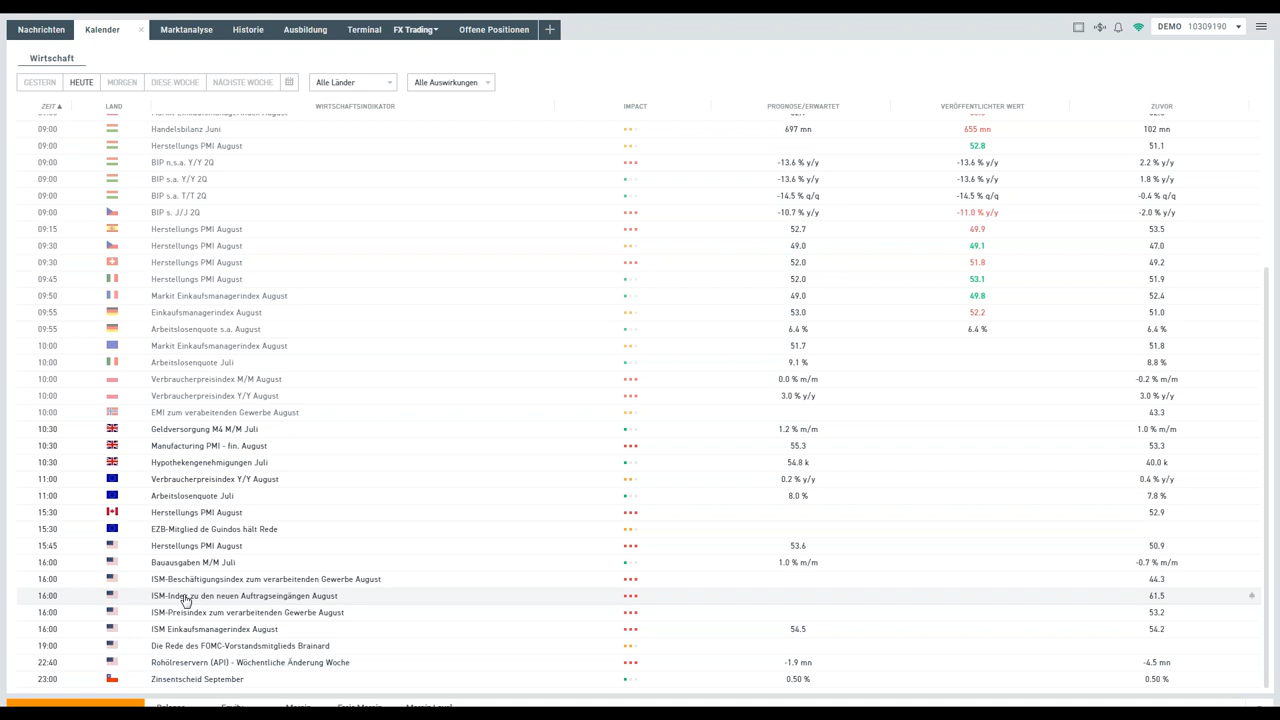 Nachrichten Kalender × Marktanalyse Historie Ausbildung Terminal FX Trading Offene Positionen DEMO 10309190
Wirtschaft
GESTERN HEUTE MORGEN DIESE WOCHE NÄCHSTE WOCHE Alle Länder Alle Auswirkungen
ZEIT LAND WIRTSCHAFTSINDIKATOR IMPACT PROGNOSE/ERWARTET VERÖFFENTLICHTER WERT ZUVOR
09:00 Handelsbilanz Juni 697 mn 655 mn 102 mn
09:00 Herstellungs PMI August 52.8 51.1
09:00 BIP n.s.a. Y/Y 2Q -13.6 % y/y -13.6 % y/y 2.2 % y/y
09:00 BIP s.a. Y/Y 2Q -13.6 % y/y -13.6 % y/y 1.8 % y/y
09:00 BIP s.a. T/T 2Q -14.5 % q/q -14.5 % q/q -0.4 % q/q
09:00 BIP s. J/J 2Q -10.7 % y/y -11.0 % y/y -2.0 % y/y
09:15 Herstellungs PMI August 52.7 49.9 53.5
09:30 Herstellungs PMI August 49.0 49.1 47.0
09:30 Herstellungs PMI August 52.0 51.8 49.2
09:45 Herstellungs PMI August 52.0 53.1 51.9
09:50 Markit Einkaufsmanagerindex August 49.0 49.8 52.4
09:55 Einkaufsmanagerindex August 53.0 52.2 51.0
09:55 Arbeitslosenquote s.a. August 6.4 % 6.4 % 6.4 %
10:00 Markit Einkaufsmanagerindex August 51.7 51.8
10:00 Arbeitslosenquote Juli 9.1 % 8.8 %
10:00 Verbraucherpreisindex M/M August 0.0 % m/m -0.2 % m/m
10:00 Verbraucherpreisindex Y/Y August 3.0 % y/y 3.0 % y/y
10:00 EMI zum verabeitenden Gewerbe August 43.3
10:30 Geldversorgung M4 M/M Juli 1.2 % m/m 1.0 % m/m
10:30 Manufacturing PMI - fin. August 55.3 53.3
10:30 Hypothekengenehmigungen Juli 54.8 k 40.0 k
11:00 Verbraucherpreisindex Y/Y August 0.2 % y/y 0.4 % y/y
11:00 Arbeitslosenquote Juli 8.0 % 7.8 %
15:30 Herstellungs PMI August 52.9
15:30 EZB-Mitglied de Guindos hält Rede
15:45 Herstellungs PMI August 53.6 50.9
16:00 Bauausgaben M/M Juli 1.0 % m/m -0.7 % m/m
16:00 ISM-Beschäftigungsindex zum verarbeitenden Gewerbe August 44.3
16:00 ISM-Index zu den neuen Auftragseingängen August 61.5
16:00 ISM-Preisindex zum verarbeitenden Gewerbe August 53.2
16:00 ISM Einkaufsmanagerindex August 54.5 54.2
19:00 Die Rede des FOMC-Vorstandsmitglieds Brainard
22:40 Rohölreservern (API) - Wöchentliche Änderung Woche -1.9 mn -4.5 mn
23:00 Zinsentscheid September 0.50 % 0.50 %